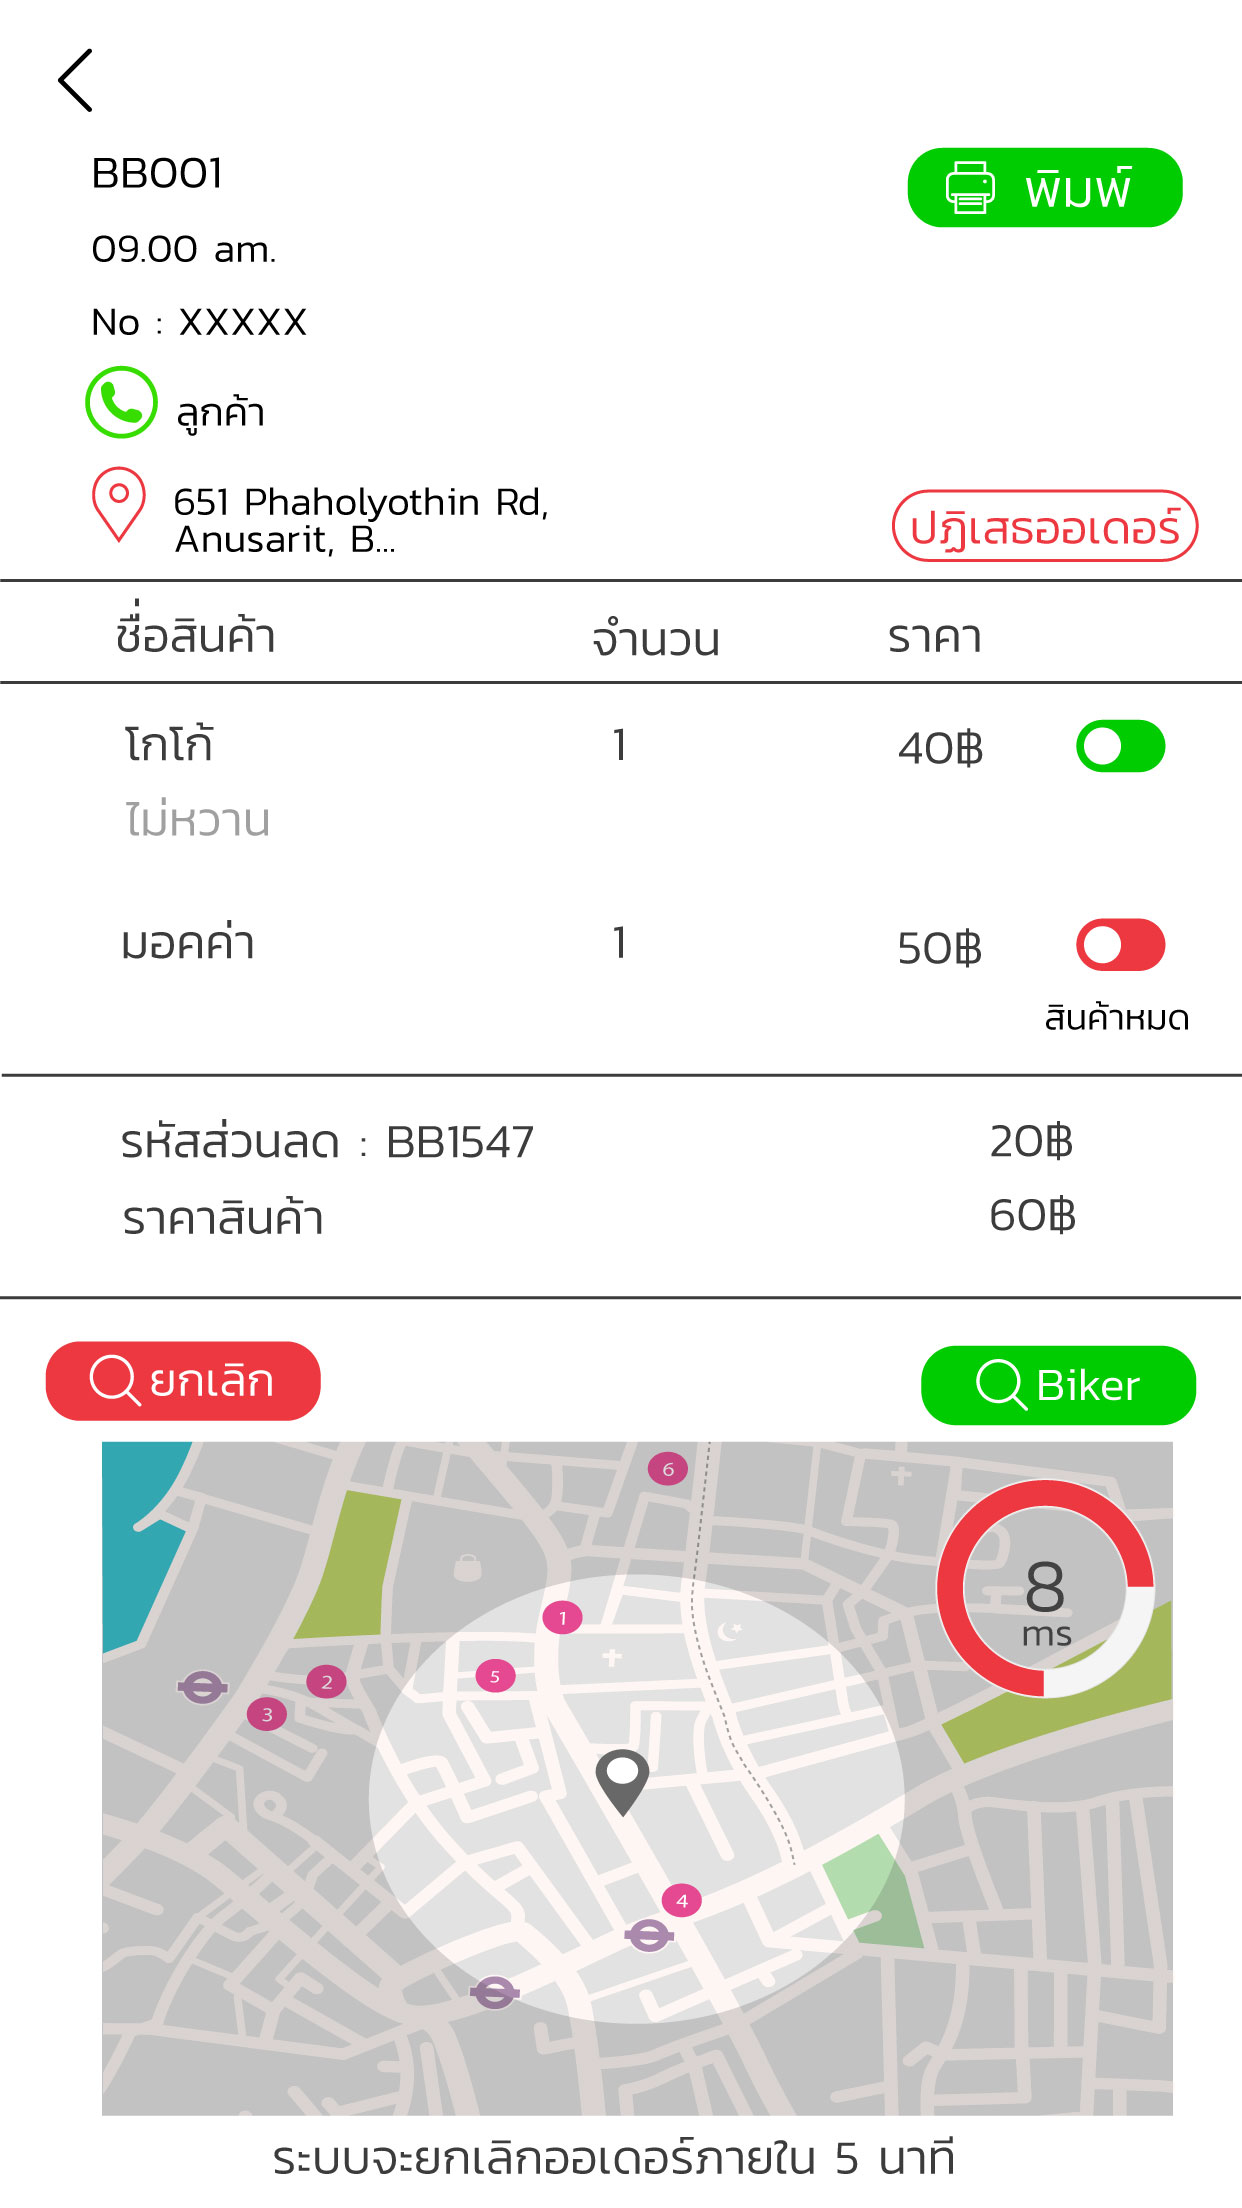 BB001
พิมพ์
09.00 am.
No : XXXXX
ลูกค้า
651 Phaholyothin Rd,
Anusarit, B...
ปฏิเสธออเดอร์
ชื่อสินค้า จำนวน ราคา
โกโก้ 1 40฿
ไม่หวาน
มอคค่า 1 50฿
สินค้าหมด
รหัสส่วนลด : BB1547 20฿
ราคาสินค้า 60฿
ยกเลิก Biker
6
8
ms
1
5
2
3
4
ระบบจะยกเลิกออเดอร์ภายใน 5 นาที